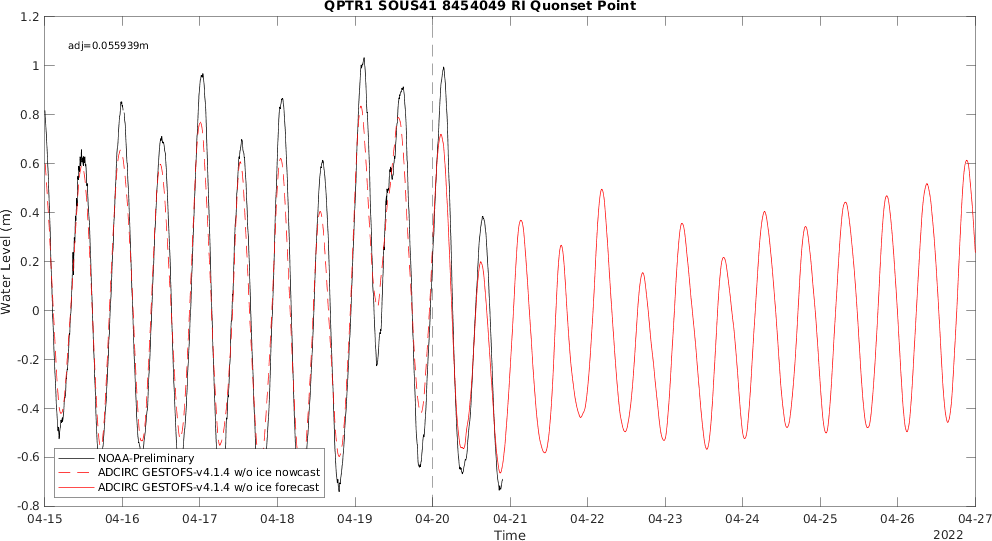 QPTR1 SOUS41 8454049 RI Quonset Point
1.2
1
0.8
0.6
0.4
0.2
0
-0.2
-0.4
-0.6
-0.8
Water Level (m)
adj=0.055939m
NOAA-Preliminary
ADCIRC GESTOFS-v4.1.4 w/o ice nowcast
ADCIRC GESTOFS-v4.1.4 w/o ice forecast
04-15 04-16 04-17 04-18 04-19 04-20 04-21 04-22 04-23 04-24 04-25 04-26 04-27
Time
2022